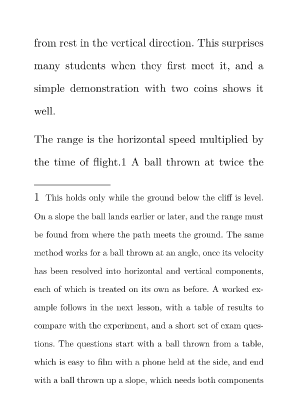 from rest in the vertical direction. This surprises
many students when they first meet it, and a
simple demonstration with two coins shows it
well.
The range is the horizontal speed multiplied by
the time of flight.1 A ball thrown at twice the
1 This holds only while the ground below the cliff is level.
On a slope the ball lands earlier or later, and the range must
be found from where the path meets the ground. The same
method works for a ball thrown at an angle, once its velocity
has been resolved into horizontal and vertical components,
each of which is treated on its own as before. A worked ex-
ample follows in the next lesson, with a table of results to
compare with the experiment, and a short set of exam ques-
tions. The questions start with a ball thrown from a table,
which is easy to film with a phone held at the side, and end
with a ball thrown up a slope, which needs both components